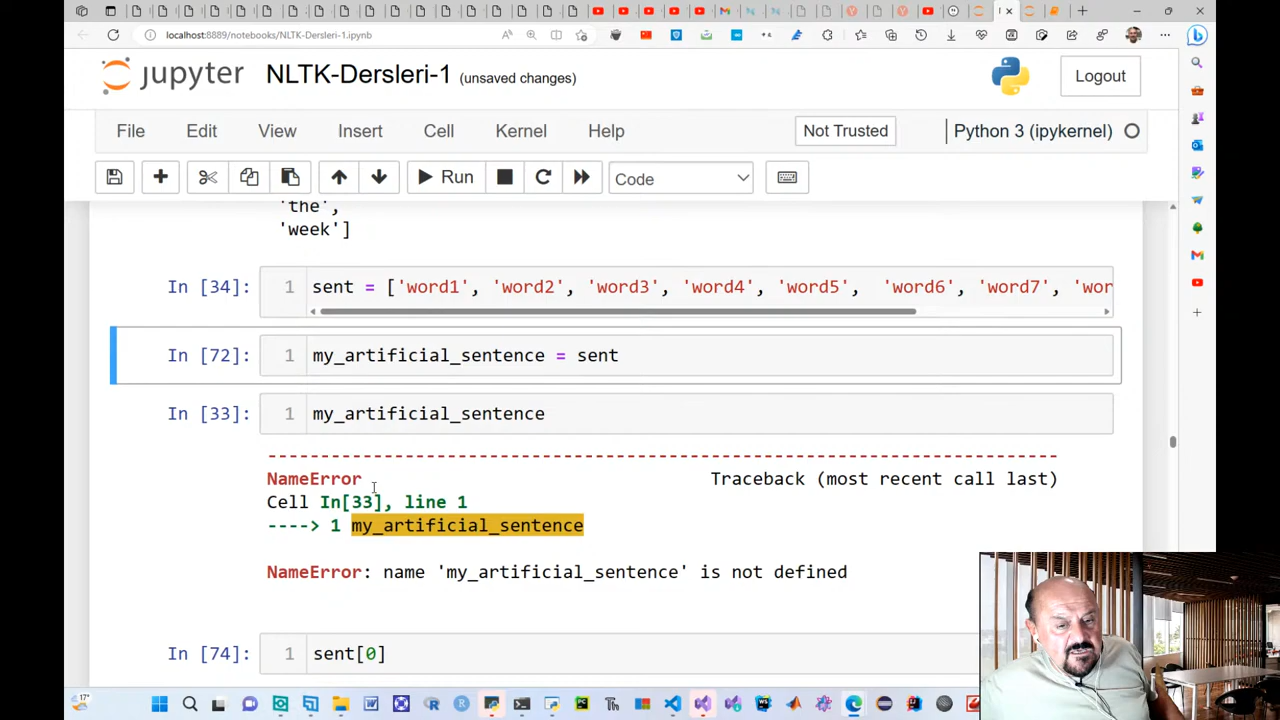 localhost:8889/notebooks/NLTK-Dersleri-1.ipynb
jupyter NLTK-Dersleri-1 (unsaved changes)
Logout
File Edit View Insert Cell Kernel Help
Not Trusted
Python 3 (ipykernel)
Run
Code
'the',
'week']
In [34]: 1 sent = ['word1', 'word2', 'word3', 'word4', 'word5', 'word6', 'word7', 'wor
In [72]: 1 my_artificial_sentence = sent
In [33]: 1 my_artificial_sentence
---------------------------------------------------------------------------
NameError Traceback (most recent call last)
Cell In[33], line 1
----> 1 my_artificial_sentence
NameError: name 'my_artificial_sentence' is not defined
In [74]: 1 sent[0]
17°